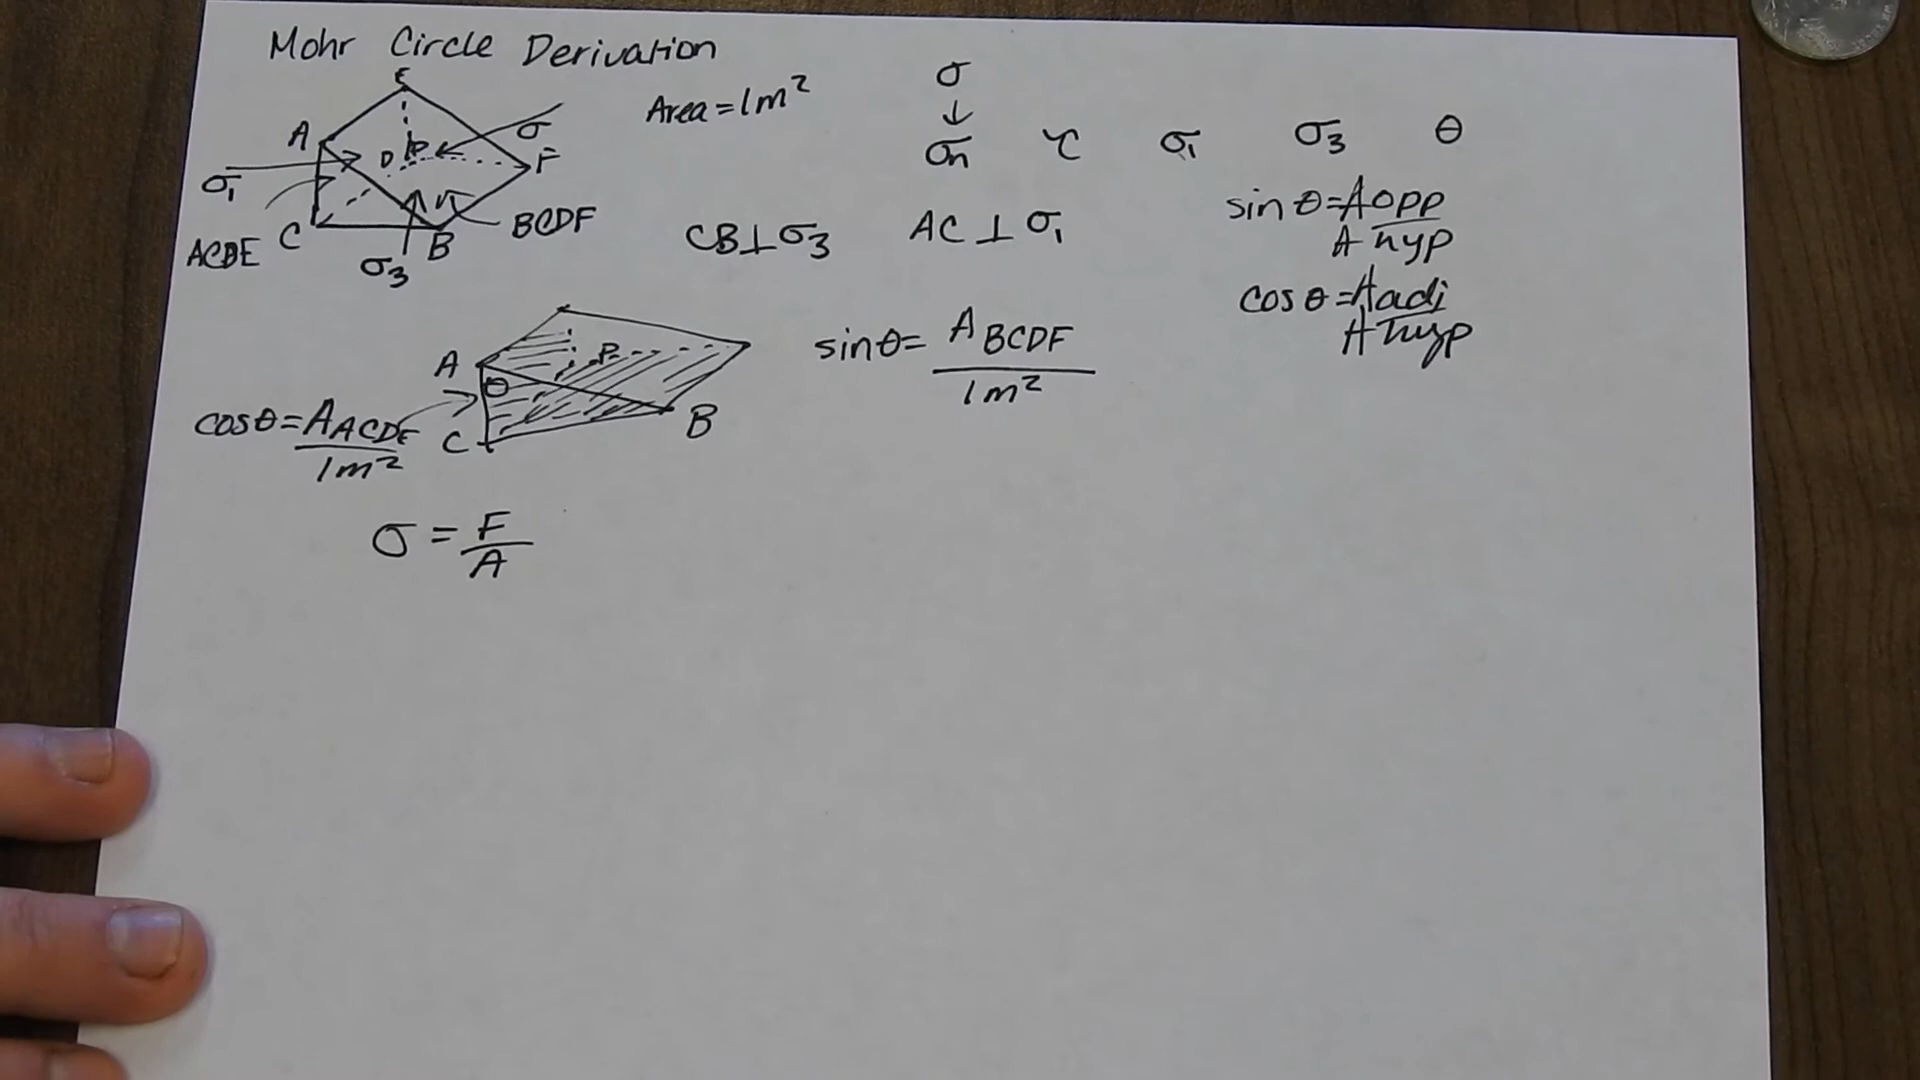 Mohr Circle Derivation
E
A
D
P
σ
F
σ₁
C
B
BCDF
ACDE
σ₃
Area = 1m²
σ
↓
σn τ σ₁ σ₃ θ
CB ⊥ σ₃
AC ⊥ σ₁
sin θ = A opp / A hyp
cos θ = A adj / A hyp
A
P
θ
C
B
cos θ = A ACDE / 1m²
sin θ = A BCDF / 1m²
σ = F / A